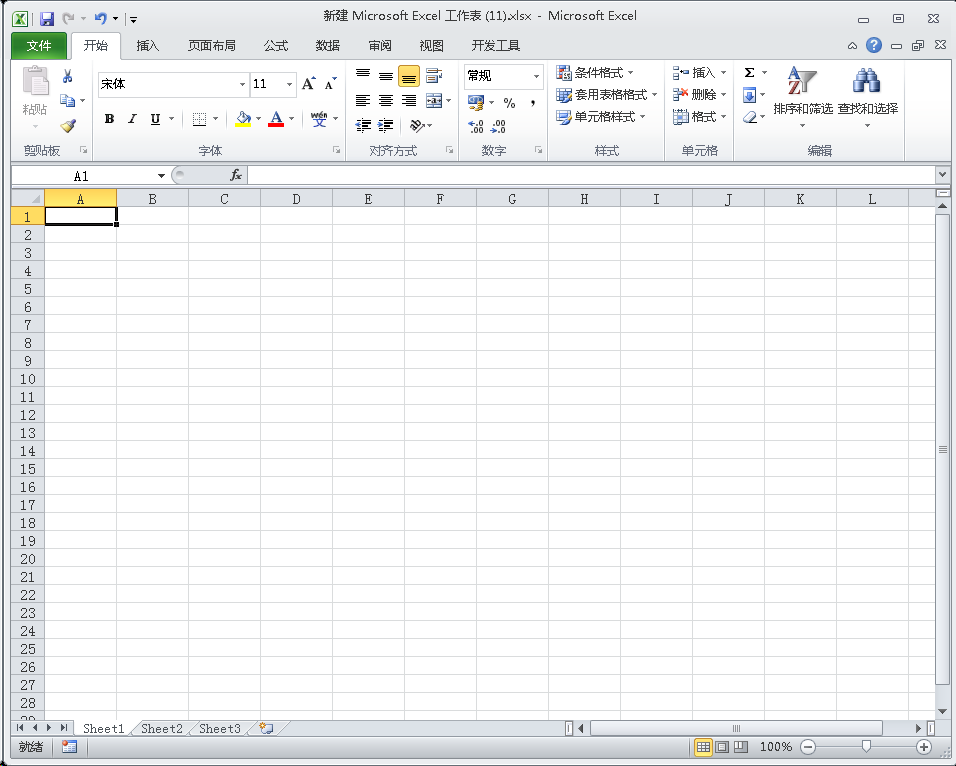 新建 Microsoft Excel 工作表 (11).xlsx - Microsoft Excel
文件 开始 插入 页面布局 公式 数据 审阅 视图 开发工具
粘贴 宋体 11 A A 常规 条件格式 插入 Σ A Z
套用表格格式 删除 排序和筛选 查找和选择
B I U A wén 文 % , 单元格样式 格式
.0 .00 .00 .0
剪贴板 字体 对齐方式 数字 样式 单元格 编辑
A1 fx
A B C D E F G H I J K L
1
2
3
4
5
6
7
8
9
10
11
12
13
14
15
16
17
18
19
20
21
22
23
24
25
26
27
28
29
Sheet1 Sheet2 Sheet3
就绪 100%